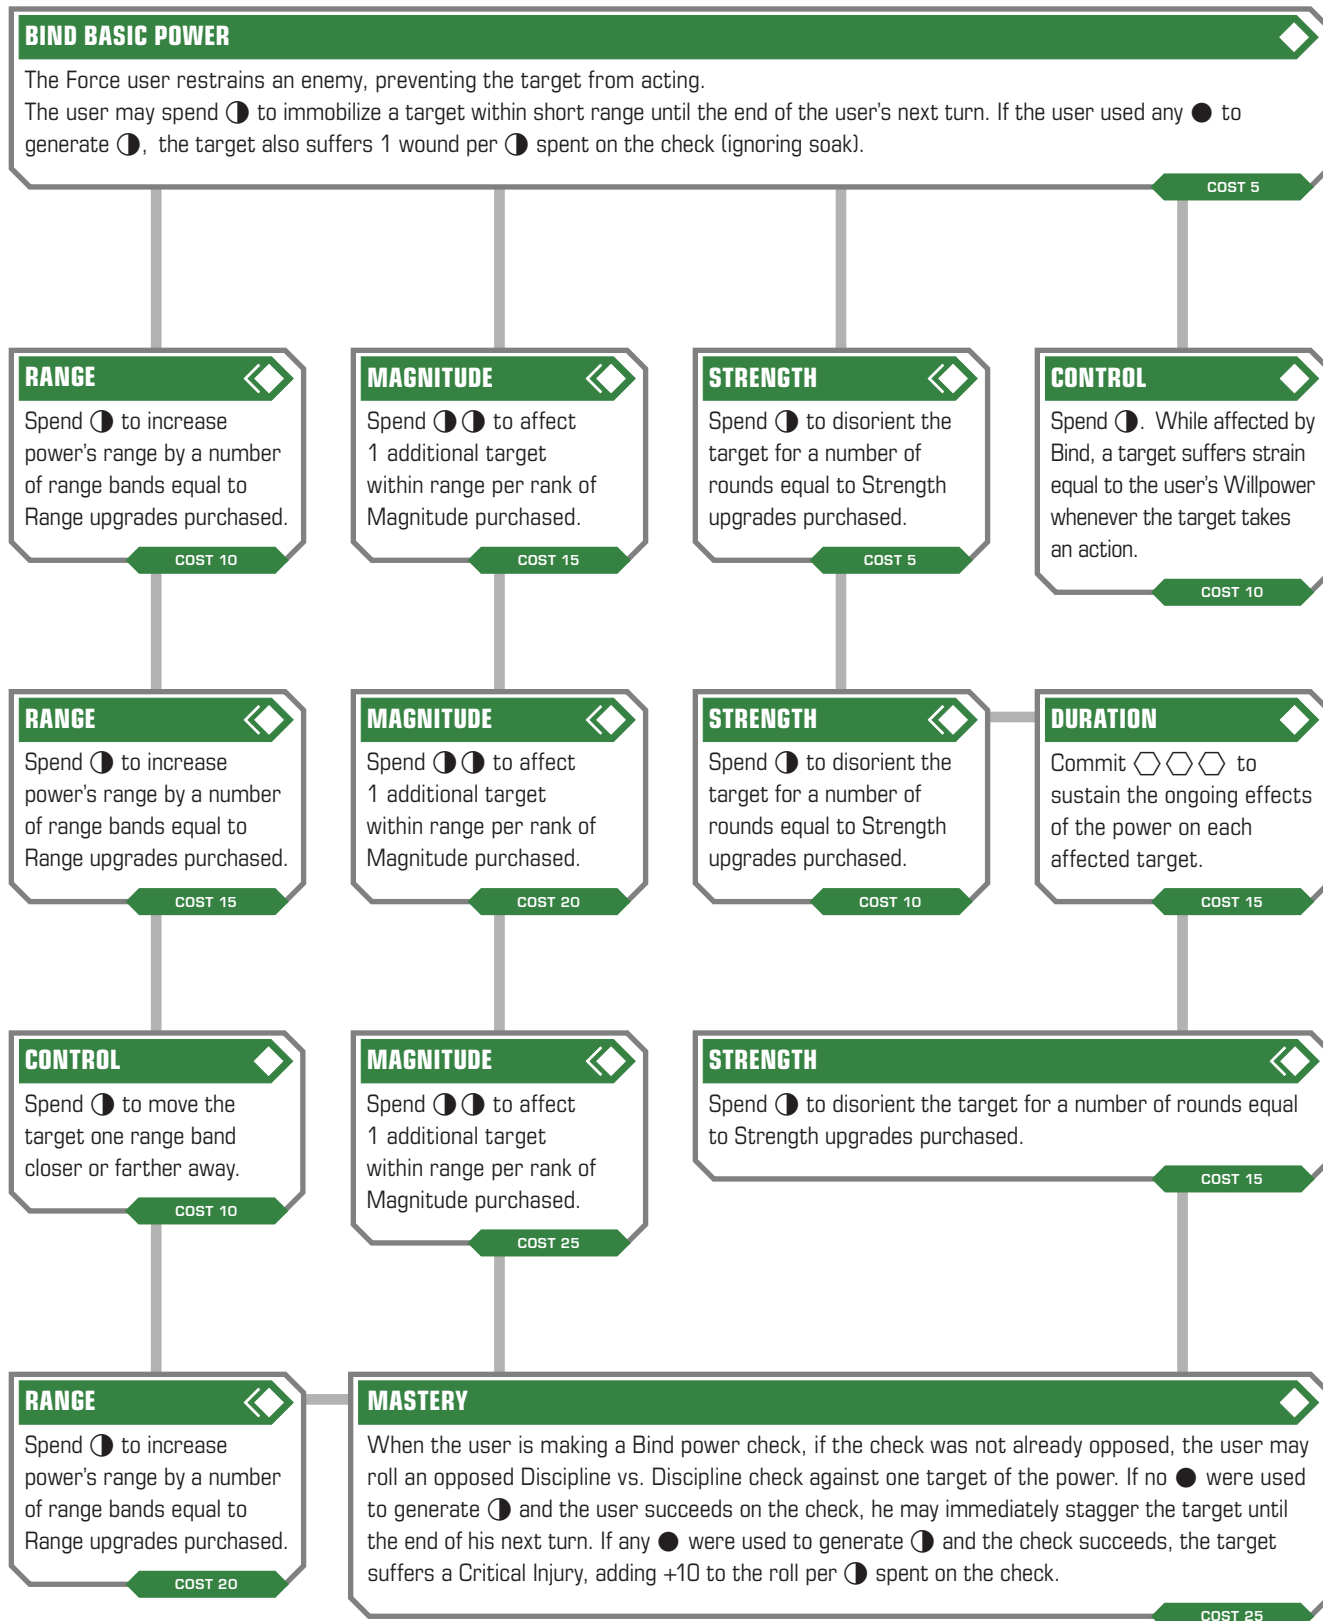 BIND BASIC POWER
The Force user restrains an enemy, preventing the target from acting.
The user may spend ◑ to immobilize a target within short range until the end of the user's next turn. If the user used any ● to
generate ◑, the target also suffers 1 wound per ◑ spent on the check (ignoring soak).
COST 5
RANGE
Spend ◑ to increase
power's range by a number
of range bands equal to
Range upgrades purchased.
COST 10
MAGNITUDE
Spend ◑◑ to affect
1 additional target
within range per rank of
Magnitude purchased.
COST 15
STRENGTH
Spend ◑ to disorient the
target for a number of
rounds equal to Strength
upgrades purchased.
COST 5
CONTROL
Spend ◑. While affected by
Bind, a target suffers strain
equal to the user's Willpower
whenever the target takes
an action.
COST 10
RANGE
Spend ◑ to increase
power's range by a number
of range bands equal to
Range upgrades purchased.
COST 15
MAGNITUDE
Spend ◑◑ to affect
1 additional target
within range per rank of
Magnitude purchased.
COST 20
STRENGTH
Spend ◑ to disorient the
target for a number of
rounds equal to Strength
upgrades purchased.
COST 10
DURATION
Commit ⬡⬡⬡ to
sustain the ongoing effects
of the power on each
affected target.
COST 15
CONTROL
Spend ◑ to move the
target one range band
closer or farther away.
COST 10
MAGNITUDE
Spend ◑◑ to affect
1 additional target
within range per rank of
Magnitude purchased.
COST 25
STRENGTH
Spend ◑ to disorient the target for a number of rounds equal
to Strength upgrades purchased.
COST 15
RANGE
Spend ◑ to increase
power's range by a number
of range bands equal to
Range upgrades purchased.
COST 20
MASTERY
When the user is making a Bind power check, if the check was not already opposed, the user may
roll an opposed Discipline vs. Discipline check against one target of the power. If no ● were used
to generate ◑ and the user succeeds on the check, he may immediately stagger the target until
the end of his next turn. If any ● were used to generate ◑ and the check succeeds, the target
suffers a Critical Injury, adding +10 to the roll per ◑ spent on the check.
COST 25